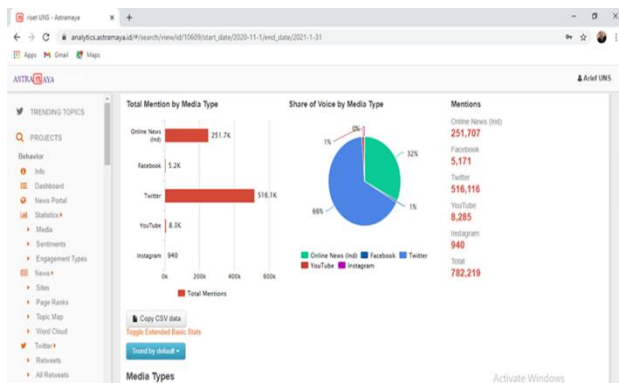 riset UNS - Astramaya
analytics.astramaya.id/#/search/view/id/10609/start_date/2020-11-1/end_date/2021-1-31
Apps Gmail Maps
ASTRAMAYA
Arief UNS
TRENDING TOPICS
PROJECTS
Behavior
Info
Dashboard
News Portal
Statistics
Media
Sentiments
Engagement Types
News
Sites
Page Ranks
Topic Map
Word Cloud
Twitter
Retweets
All Retweets
Total Mention by Media Type
Online News (Ind)
251.7K
Facebook
5.2K
Twitter
516.1K
YouTube
8.3K
Instagram
940
0k 200k 400k 600k
Total Mentions
Share of Voice by Media Type
0%
1%
32%
1%
66%
Online News (Ind) Facebook Twitter
YouTube Instagram
Mentions
Online News (Ind)
251,707
Facebook
5,171
Twitter
516,116
YouTube
8,285
Instagram
940
Total
782,219
Copy CSV data
Toggle Extended Basic Stats
Trend by default
Media Types
Activate Windows